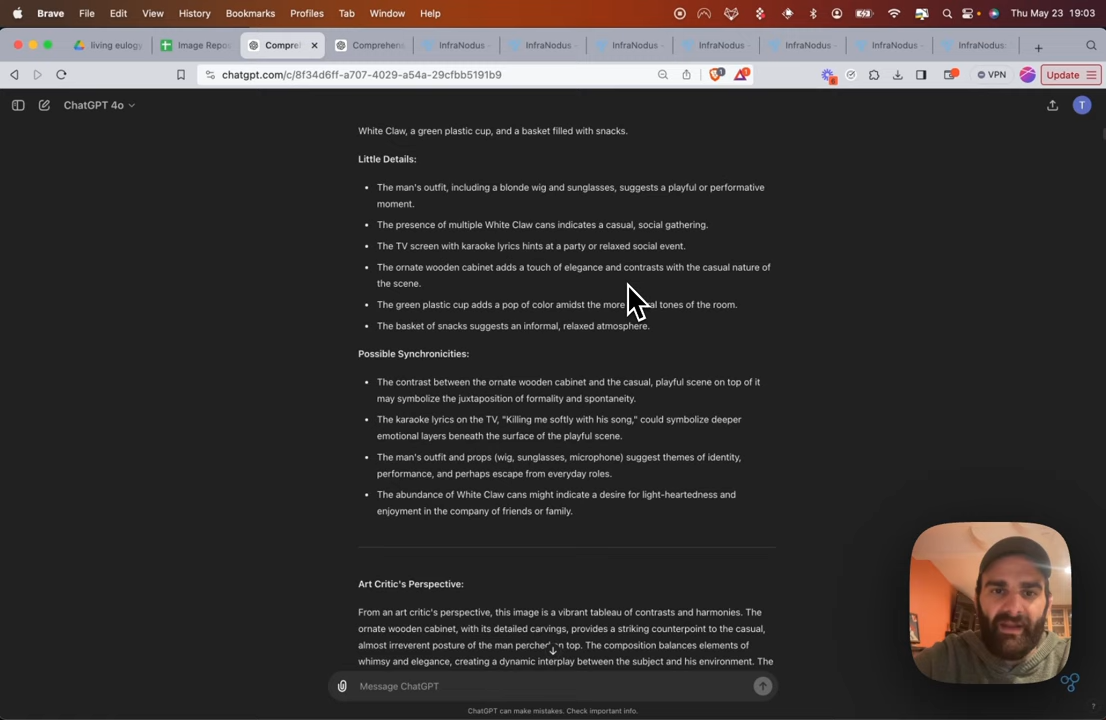 Brave File Edit View History Bookmarks Profiles Tab Window Help
Thu May 23 19:03
living eulogy
Image Repos
Compreh
Comprehens
InfraNodus
InfraNodus
InfraNodus
InfraNodus
InfraNodus
InfraNodus
InfraNodus
chatgpt.com/c/8f34d6ff-a707-4029-a54a-29cfbb5191b9
VPN
Update
ChatGPT 4o
T
White Claw, a green plastic cup, and a basket filled with snacks.
Little Details:
• The man's outfit, including a blonde wig and sunglasses, suggests a playful or performative
moment.
• The presence of multiple White Claw cans indicates a casual, social gathering.
• The TV screen with karaoke lyrics hints at a party or relaxed social event.
• The ornate wooden cabinet adds a touch of elegance and contrasts with the casual nature of
the scene.
• The green plastic cup adds a pop of color amidst the more al tones of the room.
• The basket of snacks suggests an informal, relaxed atmosphere.
Possible Synchronicities:
• The contrast between the ornate wooden cabinet and the casual, playful scene on top of it
may symbolize the juxtaposition of formality and spontaneity.
• The karaoke lyrics on the TV, "Killing me softly with his song," could symbolize deeper
emotional layers beneath the surface of the playful scene.
• The man's outfit and props (wig, sunglasses, microphone) suggest themes of identity,
performance, and perhaps escape from everyday roles.
• The abundance of White Claw cans might indicate a desire for light-heartedness and
enjoyment in the company of friends or family.
Art Critic's Perspective:
From an art critic's perspective, this image is a vibrant tableau of contrasts and harmonies. The
ornate wooden cabinet, with its detailed carvings, provides a striking counterpoint to the casual,
almost irreverent posture of the man perched on top. The composition balances elements of
whimsy and elegance, creating a dynamic interplay between the subject and his environment. The
Message ChatGPT
ChatGPT can make mistakes. Check important info.
?